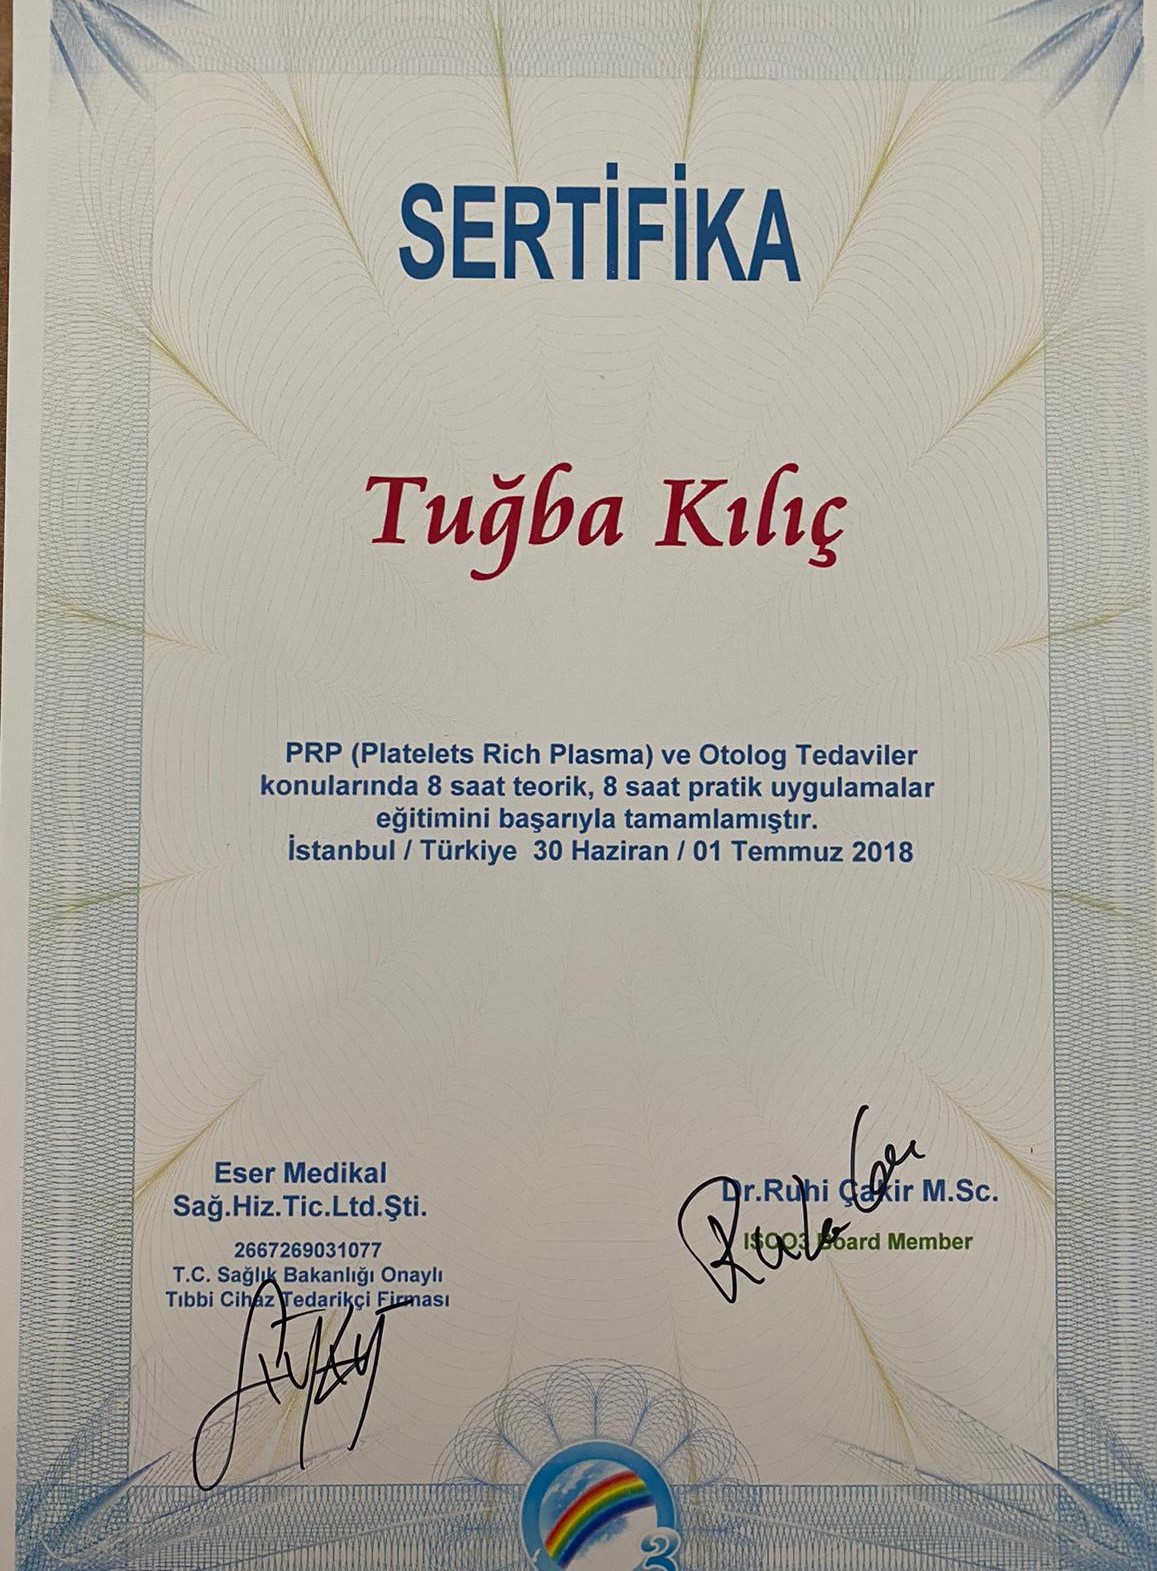 SERTİFİKA
Tuğba Kılıç
PRP (Platelets Rich Plasma) ve Otolog Tedaviler
konularında 8 saat teorik, 8 saat pratik uygulamalar
eğitimini başarıyla tamamlamıştır.
İstanbul / Türkiye 30 Haziran / 01 Temmuz 2018
Eser Medikal
Sağ.Hiz.Tic.Ltd.Şti.
2667269031077
T.C. Sağlık Bakanlığı Onaylı
Tıbbi Cihaz Tedarikçi Firması
Dr.Ruhi Çakir M.Sc.
ISCO3 Board Member
3